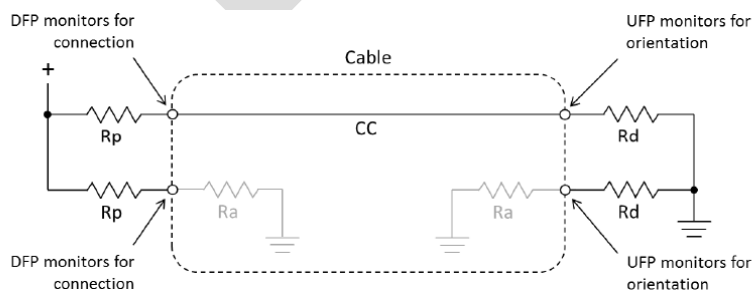 DFP monitors for
connection
UFP monitors for
orientation
Cable
+
Rp
CC
Rd
Rp
Ra
Ra
Rd
DFP monitors for
connection
UFP monitors for
orientation